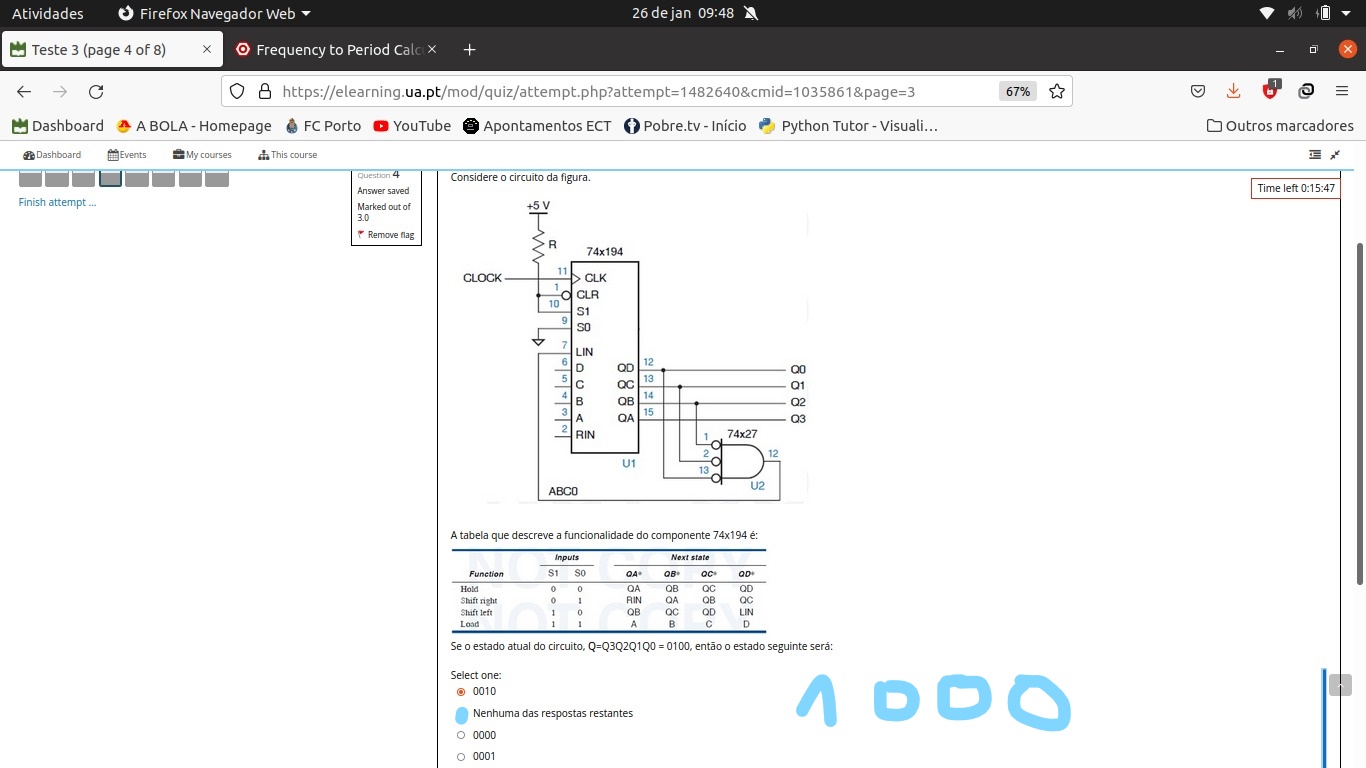 Atividades
Firefox Navegador Web
26 de jan 09:48
Teste 3 (page 4 of 8)
Frequency to Period Calc
https://elearning.ua.pt/mod/quiz/attempt.php?attempt=1482640&cmid=1035861&page=3
67%
1
Dashboard
A BOLA - Homepage
FC Porto
YouTube
Apontamentos ECT
Pobre.tv - Início
Python Tutor - Visuali…
Outros marcadores
Dashboard
Events
My courses
This course
Finish attempt ...
Question 4
Answer saved
Marked out of
3.0
Remove flag
Time left 0:15:47
Considere o circuito da figura.
+5 V
R
74x194
CLOCK
11 CLK
1 CLR
10 S1
9 S0
7 LIN
6 D QD 12 Q0
5 C QC 13 Q1
4 B QB 14 Q2
3 A QA 15 Q3
2 RIN
U1
74x27
1
2
13
12
U2
ABC0
A tabela que descreve a funcionalidade do componente 74x194 é:
NOT COPY
NOT COPY
Inputs Next state
Function S1 S0 QA* QB* QC* QD*
Hold 0 0 QA QB QC QD
Shift right 0 1 RIN QA QB QC
Shift left 1 0 QB QC QD LIN
Load 1 1 A B C D
Se o estado atual do circuito, Q=Q3Q2Q1Q0 = 0100, então o estado seguinte será:
Select one:
0010
Nenhuma das respostas restantes
0000
0001
1000